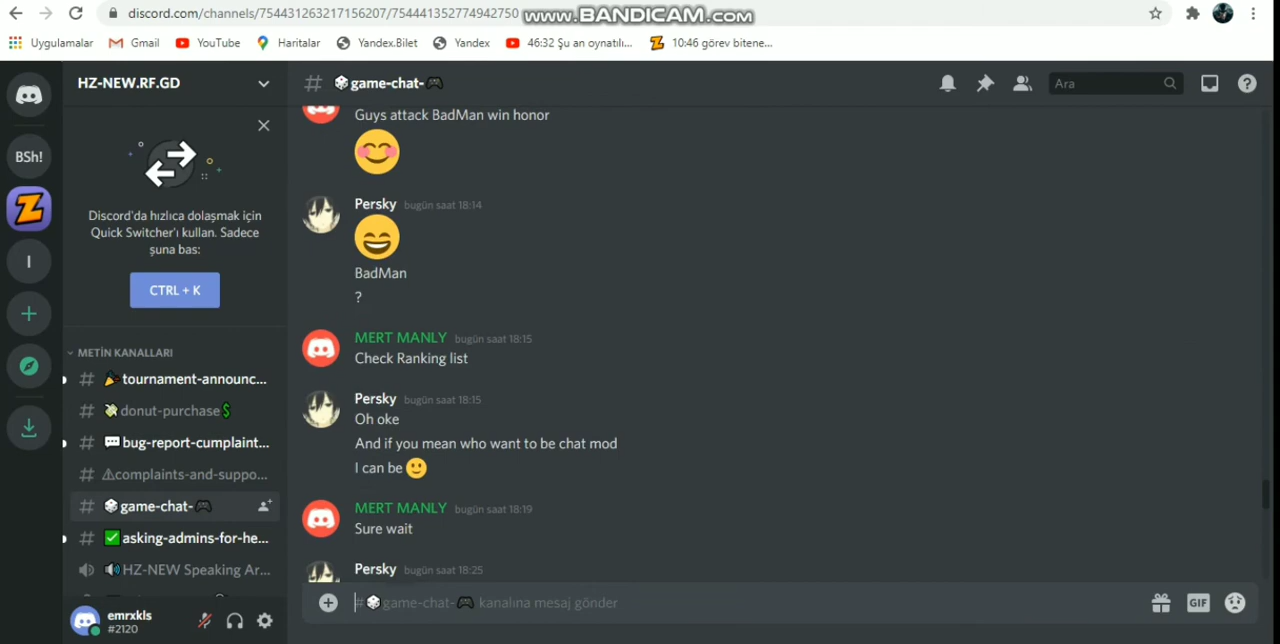 discord.com/channels/754431263217156207/754441352774942750
www.BANDICAM.com
Uygulamalar
Gmail
YouTube
Haritalar
Yandex.Bilet
Yandex
46:32 Şu an oynatılı...
10:46 görev bitene...
HZ-NEW.RF.GD
BSh!
I
Discord'da hızlıca dolaşmak için
Quick Switcher'ı kullan. Sadece
şuna bas:
CTRL + K
METİN KANALLARI
# tournament-announc...
# donut-purchase$
# bug-report-cumplaint...
# complaints-and-suppo...
# game-chat-
# asking-admins-for-he...
HZ-NEW Speaking Ar...
emrxkls
#2120
# game-chat-
Ara
Guys attack BadMan win honor
Persky bugün saat 18:14
BadMan
?
MERT MANLY bugün saat 18:15
Check Ranking list
Persky bugün saat 18:15
Oh oke
And if you mean who want to be chat mod
I can be
MERT MANLY bugün saat 18:19
Sure wait
Persky bugün saat 18:25
# game-chat- kanalına mesaj gönder
GIF